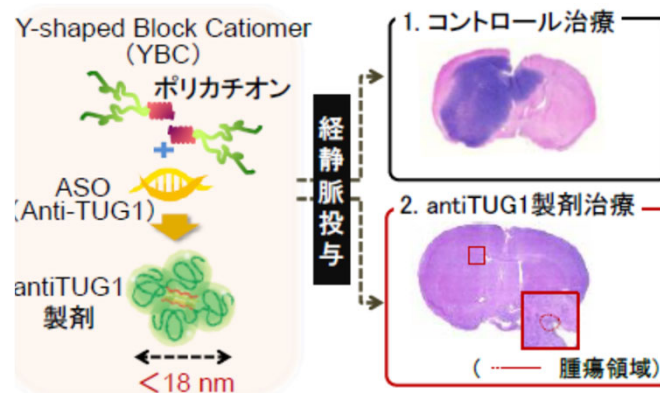 Y-shaped Block Catiomer
(YBC)
ポリカチオン
+
ASO
(Anti-TUG1)
antiTUG1
製剤
<18 nm
経静脈投与
1. コントロール治療
2. antiTUG1製剤治療
( 腫瘍領域)